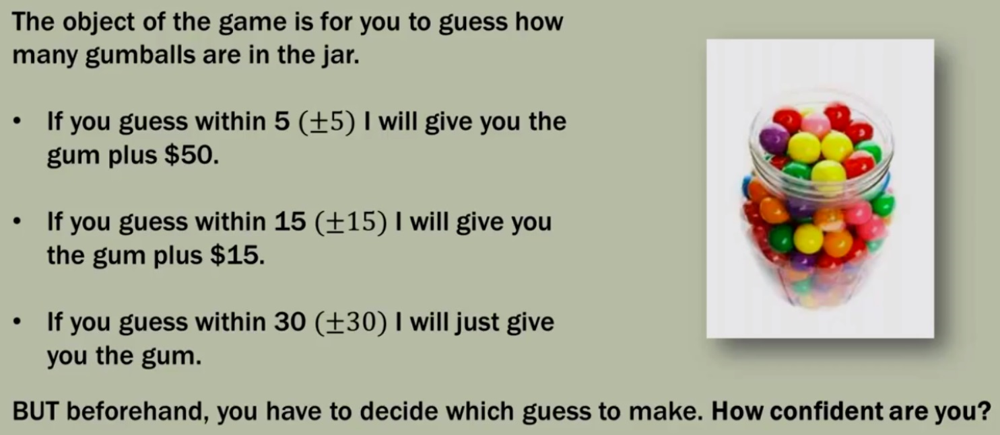 The object of the game is for you to guess how
many gumballs are in the jar.
• If you guess within 5 (±5) I will give you the
gum plus $50.
• If you guess within 15 (±15) I will give you
the gum plus $15.
• If you guess within 30 (±30) I will just give
you the gum.
BUT beforehand, you have to decide which guess to make. How confident are you?